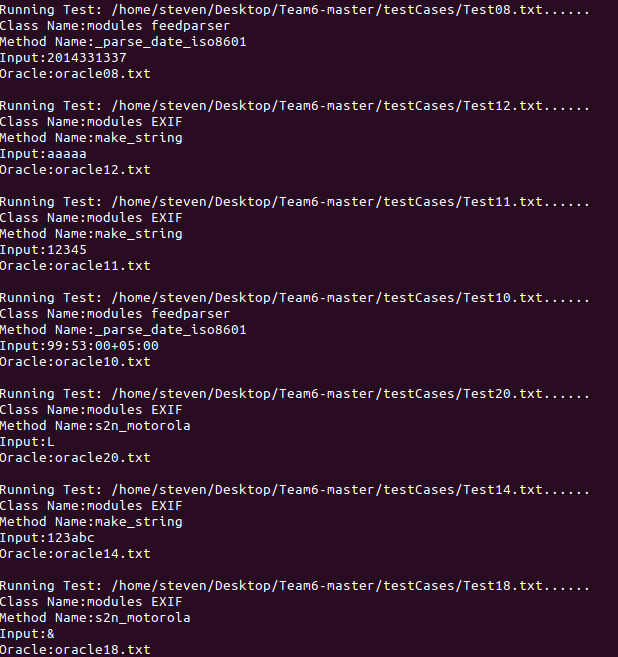 Running Test: /home/steven/Desktop/Team6-master/testCases/Test08.txt......
Class Name:modules feedparser
Method Name:_parse_date_iso8601
Input:2014331337
Oracle:oracle08.txt
Running Test: /home/steven/Desktop/Team6-master/testCases/Test12.txt......
Class Name:modules EXIF
Method Name:make_string
Input:aaaaa
Oracle:oracle12.txt
Running Test: /home/steven/Desktop/Team6-master/testCases/Test11.txt......
Class Name:modules EXIF
Method Name:make_string
Input:12345
Oracle:oracle11.txt
Running Test: /home/steven/Desktop/Team6-master/testCases/Test10.txt......
Class Name:modules feedparser
Method Name:_parse_date_iso8601
Input:99:53:00+05:00
Oracle:oracle10.txt
Running Test: /home/steven/Desktop/Team6-master/testCases/Test20.txt......
Class Name:modules EXIF
Method Name:s2n_motorola
Input:L
Oracle:oracle20.txt
Running Test: /home/steven/Desktop/Team6-master/testCases/Test14.txt......
Class Name:modules EXIF
Method Name:make_string
Input:123abc
Oracle:oracle14.txt
Running Test: /home/steven/Desktop/Team6-master/testCases/Test18.txt......
Class Name:modules EXIF
Method Name:s2n_motorola
Input:&
Oracle:oracle18.txt